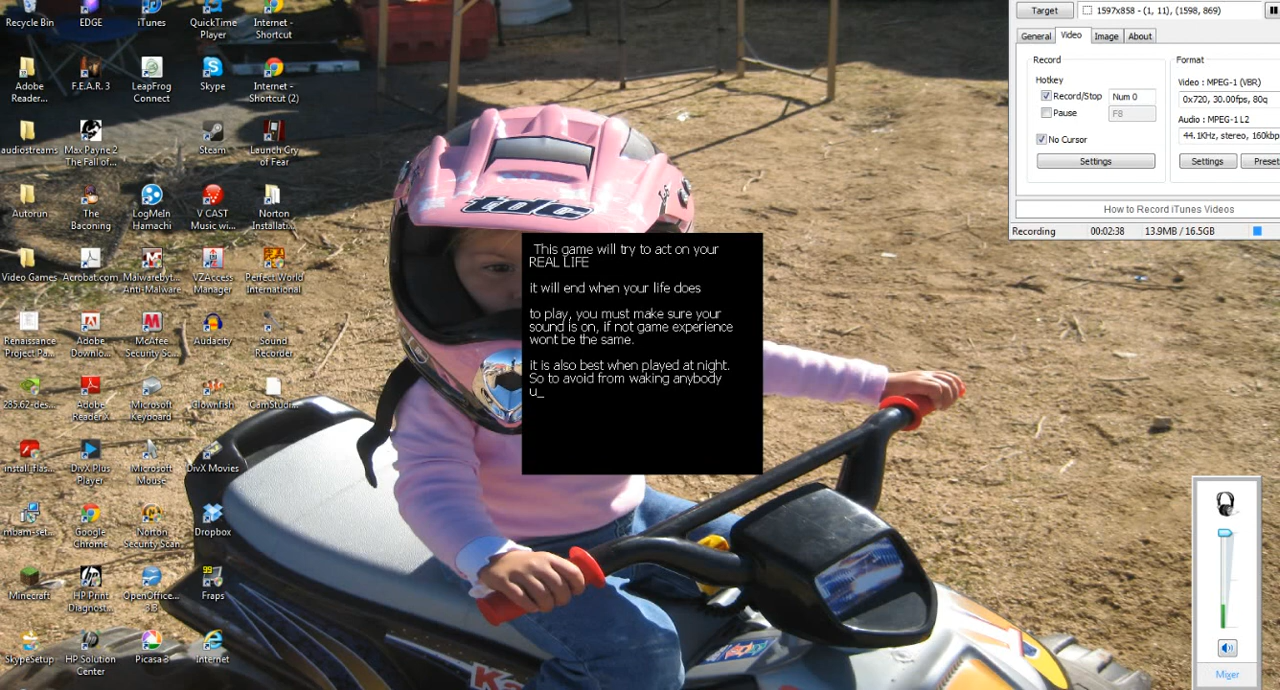 Recycle Bin
EDGE
iTunes
QuickTime
Player
Internet -
Shortcut
Adobe
Reader...
F.E.A.R. 3
LeapFrog
Connect
Skype
Internet -
Shortcut (2)
audiostreams
Max Payne 2
The Fall of...
Steam
Launch Cry
of Fear
Autorun
The
Baconing
LogMeIn
Hamachi
V CAST
Music wi...
Norton
Installati...
Video Games
Acrobat.com
Malwarebyt...
Anti-Malware
VZAccess
Manager
Perfect World
International
Renaissance
Project Pa...
Adobe
Downlo...
McAfee
Security Sc...
Audacity
Sound
Recorder
285.62-des...
Adobe
Reader X
Microsoft
Keyboard
Clownfish
CamStudi...
installflas...
DivX Plus
Player
Microsoft
Mouse
DivX Movies
mbam-set...
Google
Chrome
Norton
Security Scan
Dropbox
Minecraft
HP Print
Diagnost...
OpenOffice...
3.3
99
Fraps
SkypeSetup
HP Solution
Center
Picasa 3
Internet
tdc
This game will try to act on your
REAL LIFE
it will end when your life does
to play, you must make sure your
sound is on, if not game experience
wont be the same.
it is also best when played at night.
So to avoid from waking anybody
u_
Target
1597x858 - (1, 11), (1598, 869)
General
Video
Image
About
Record
Format
Hotkey
Record/Stop
Num 0
Pause
F8
No Cursor
Settings
Video : MPEG-1 (VBR)
0x720, 30.00fps, 80q
Audio : MPEG-1 L2
44.1KHz, stereo, 160kbp
Settings
Preset
How to Record iTunes Videos
Recording
00:02:38
13.9MB / 16.5GB
Mixer